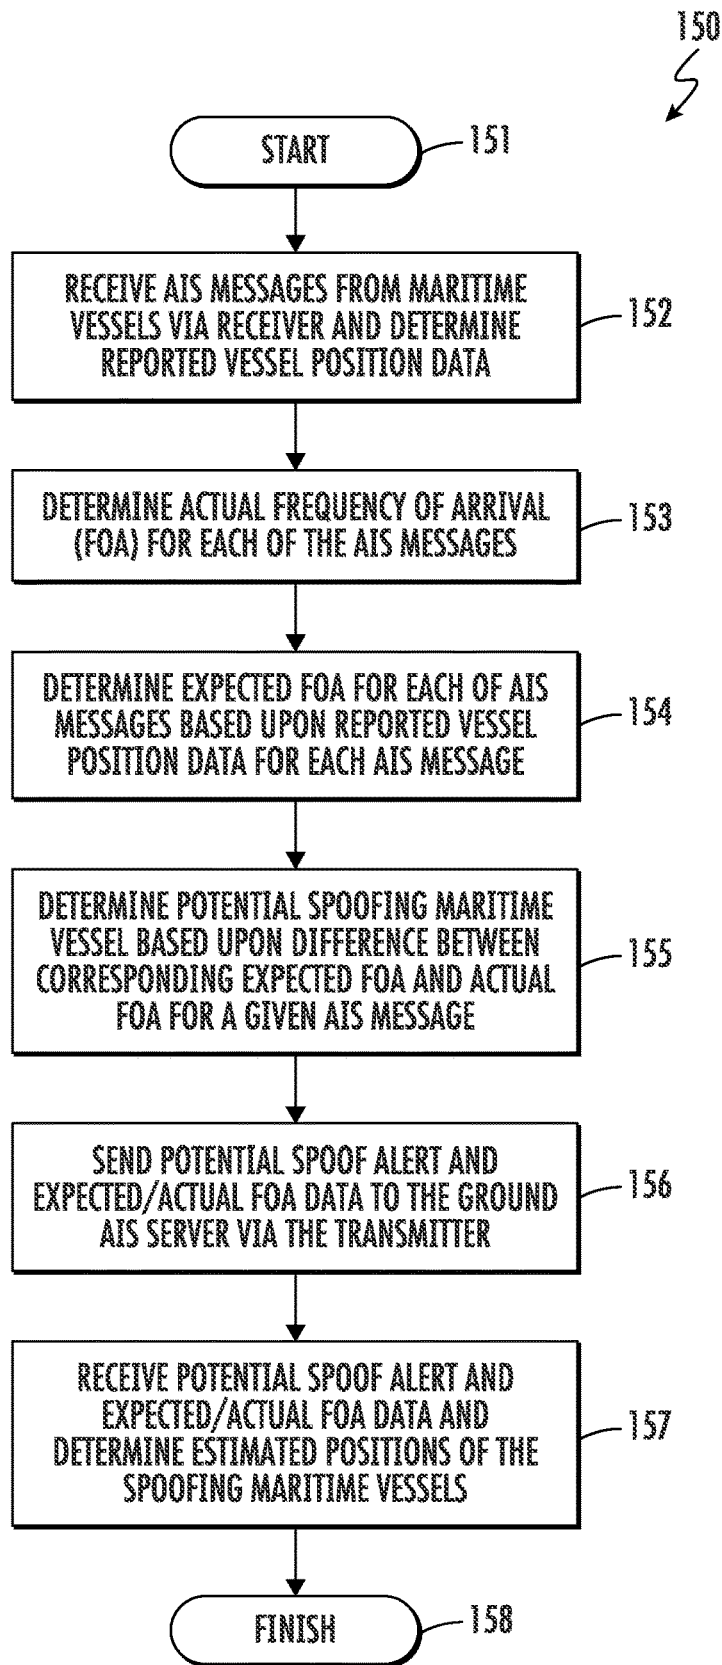 150
START
151
RECEIVE AIS MESSAGES FROM MARITIME
VESSELS VIA RECEIVER AND DETERMINE
REPORTED VESSEL POSITION DATA
152
DETERMINE ACTUAL FREQUENCY OF ARRIVAL
(FOA) FOR EACH OF THE AIS MESSAGES
153
DETERMINE EXPECTED FOA FOR EACH OF AIS
MESSAGES BASED UPON REPORTED VESSEL
POSITION DATA FOR EACH AIS MESSAGE
154
DETERMINE POTENTIAL SPOOFING MARITIME
VESSEL BASED UPON DIFFERENCE BETWEEN
CORRESPONDING EXPECTED FOA AND ACTUAL
FOA FOR A GIVEN AIS MESSAGE
155
SEND POTENTIAL SPOOF ALERT AND
EXPECTED/ACTUAL FOA DATA TO THE GROUND
AIS SERVER VIA THE TRANSMITTER
156
RECEIVE POTENTIAL SPOOF ALERT AND
EXPECTED/ACTUAL FOA DATA AND
DETERMINE ESTIMATED POSITIONS OF THE
SPOOFING MARITIME VESSELS
157
FINISH
158